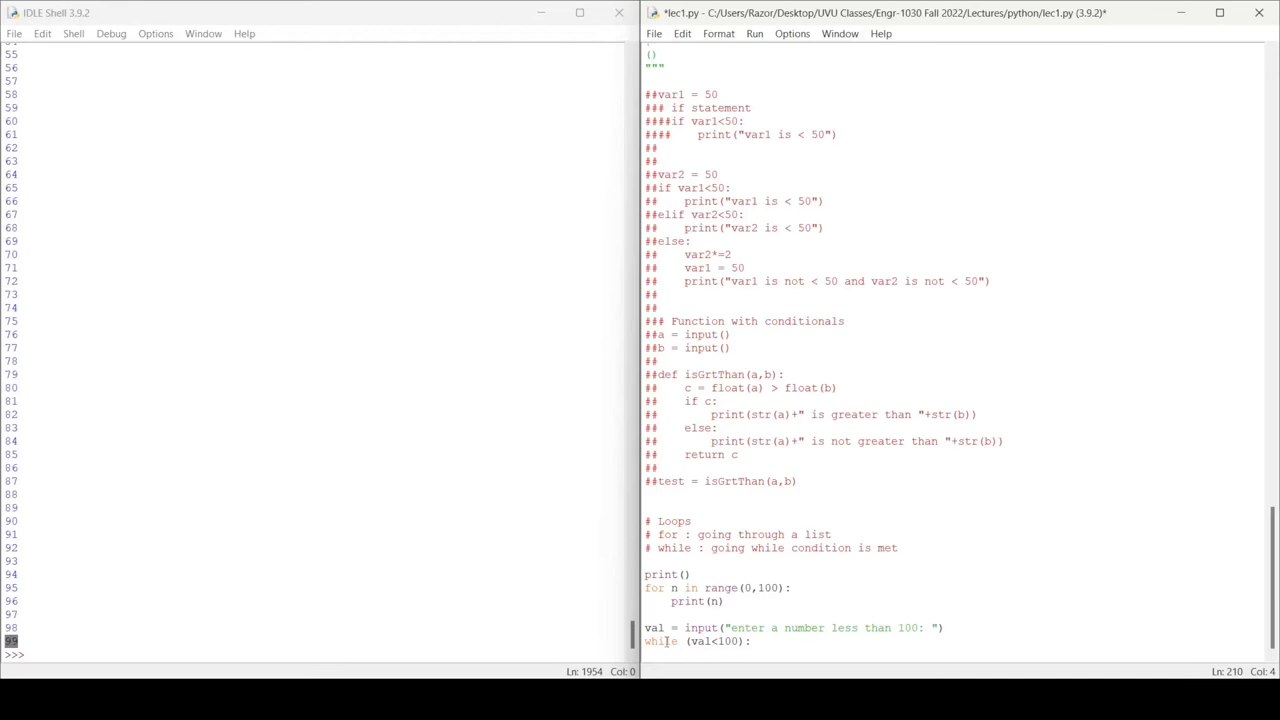 IDLE Shell 3.9.2
File Edit Shell Debug Options Window Help
55
56
57
58
59
60
61
62
63
64
65
66
67
68
69
70
71
72
73
74
75
76
77
78
79
80
81
82
83
84
85
86
87
88
89
90
91
92
93
94
95
96
97
98
99
>>>
Ln: 1954 Col: 0
*lec1.py - C:/Users/Razor/Desktop/UVU Classes/Engr-1030 Fall 2022/Lectures/python/lec1.py (3.9.2)*
File Edit Format Run Options Window Help
()
"""
##var1 = 50
### if statement
####if var1<50:
####    print("var1 is < 50")
##
##
##var2 = 50
##if var1<50:
##    print("var1 is < 50")
##elif var2<50:
##    print("var2 is < 50")
##else:
##    var2*=2
##    var1 = 50
##    print("var1 is not < 50 and var2 is not < 50")
##
##
### Function with conditionals
##a = input()
##b = input()
##
##def isGrtThan(a,b):
##    c = float(a) > float(b)
##    if c:
##        print(str(a)+" is greater than "+str(b))
##    else:
##        print(str(a)+" is not greater than "+str(b))
##    return c
##
##test = isGrtThan(a,b)
# Loops
# for : going through a list
# while : going while condition is met
print()
for n in range(0,100):
    print(n)
val = input("enter a number less than 100: ")
while (val<100):
Ln: 210 Col: 4